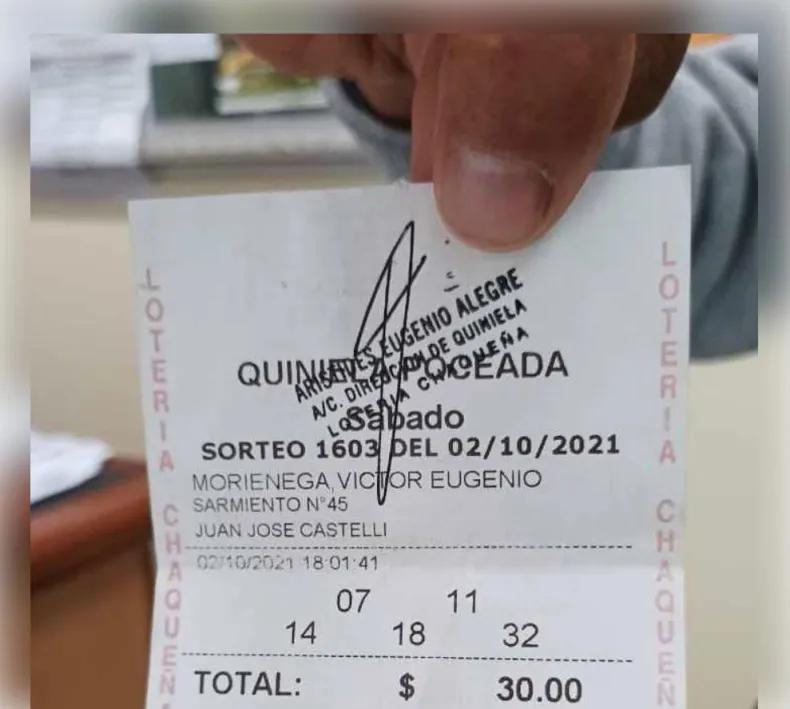 ARISTIDES EUGENIO ALEGRE
A/C. DIRECCION DE QUINIELA
LOTERIA CHAQUEÑA
QUINIELA POCEADA
Sabado
SORTEO 1603 DEL 02/10/2021
MORIENEGA, VICTOR EUGENIO
SARMIENTO N°45
JUAN JOSE CASTELLI
02/10/2021 18:01:41
07 11
14 18 32
TOTAL: $ 30.00
LOTERIA CHAQUEÑA
LOTERIA CHAQUEÑ